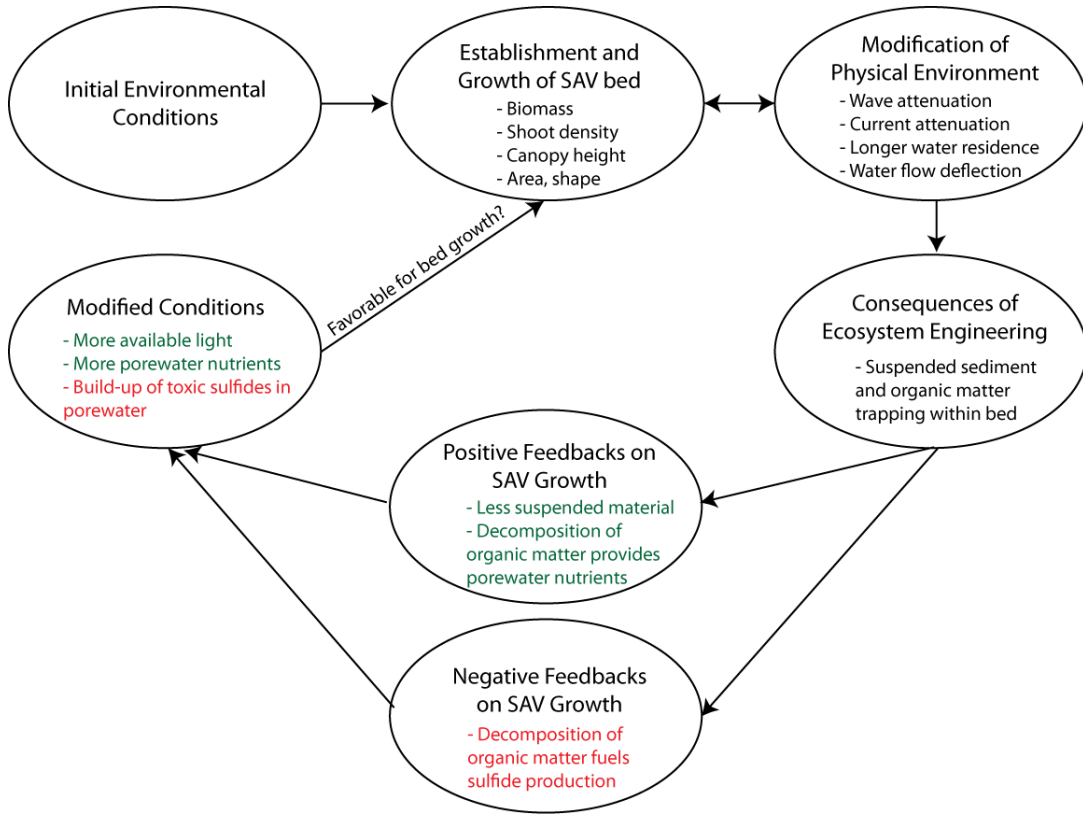 Initial Environmental
Conditions
Establishment and
Growth of SAV bed
- Biomass
- Shoot density
- Canopy height
- Area, shape
Modification of
Physical Environment
- Wave attenuation
- Current attenuation
- Longer water residence
- Water flow deflection
Favorable for bed growth?
Modified Conditions
- More available light
- More porewater nutrients
- Build-up of toxic sulfides in
porewater
Consequences of
Ecosystem Engineering
- Suspended sediment
and organic matter
trapping within bed
Positive Feedbacks on
SAV Growth
- Less suspended material
- Decomposition of
organic matter provides
porewater nutrients
Negative Feedbacks
on SAV Growth
- Decomposition of
organic matter fuels
sulfide production